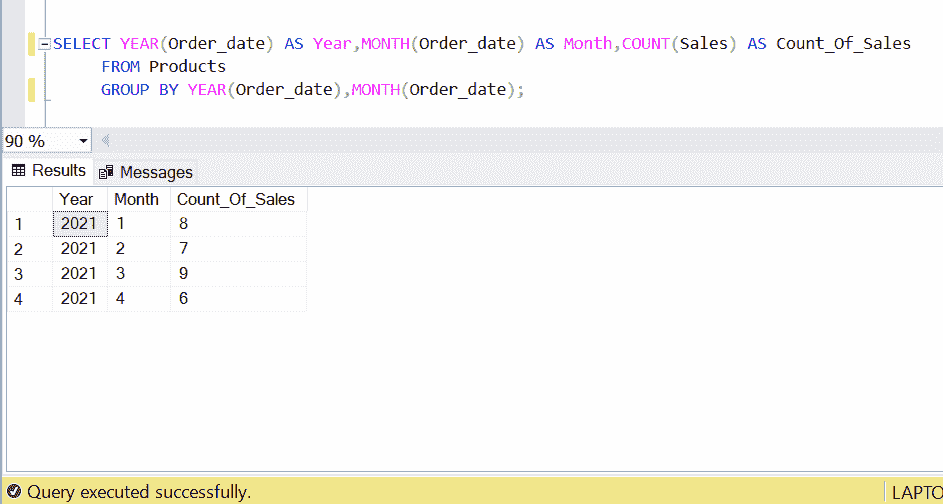 SELECT YEAR(Order_date) AS Year,MONTH(Order_date) AS Month,COUNT(Sales) AS Count_Of_Sales
FROM Products
GROUP BY YEAR(Order_date),MONTH(Order_date);
90 %
Results Messages
Year Month Count_Of_Sales
1 2021 1 8
2 2021 2 7
3 2021 3 9
4 2021 4 6
Query executed successfully. LAPTO